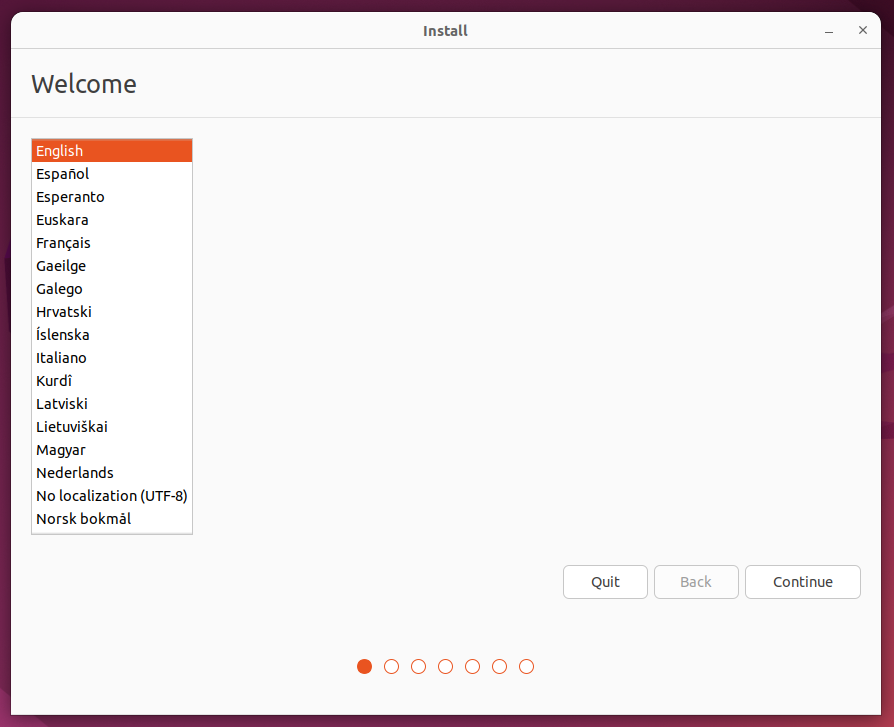 Install
Welcome
English
Español
Esperanto
Euskara
Français
Gaeilge
Galego
Hrvatski
Íslenska
Italiano
Kurdî
Latviski
Lietuviškai
Magyar
Nederlands
No localization (UTF-8)
Norsk bokmål
Quit Back Continue